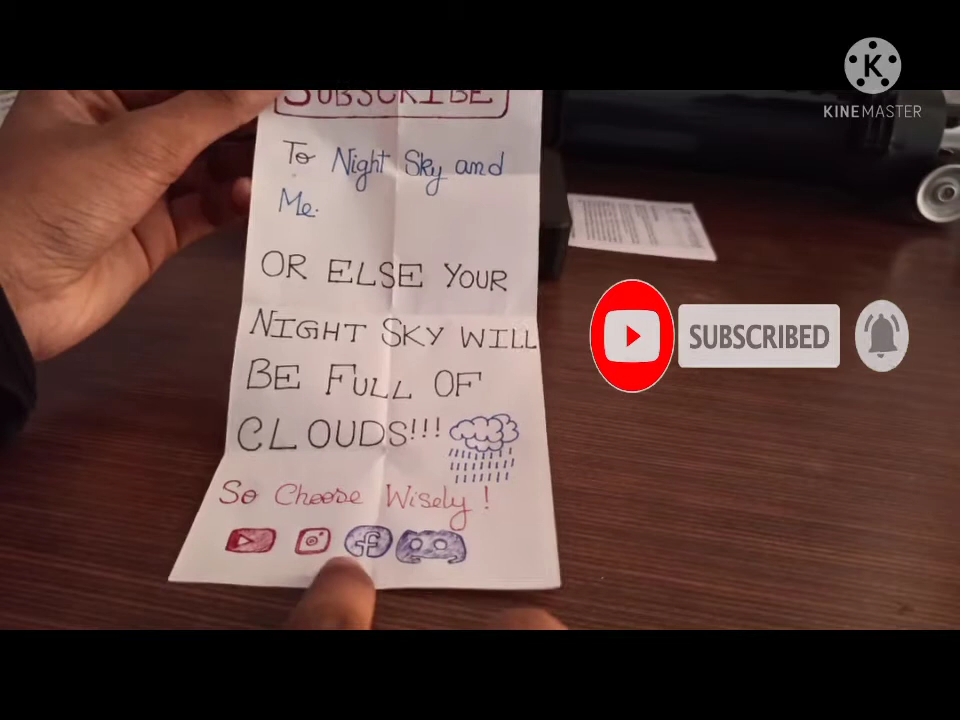 K
KINEMASTER
SUBSCRIBE
To Night Sky and
Me.
OR ELSE YOUR
NIGHT SKY WILL
BE FULL OF
CLOUDS!!!
So Choose Wisely !
SUBSCRIBED